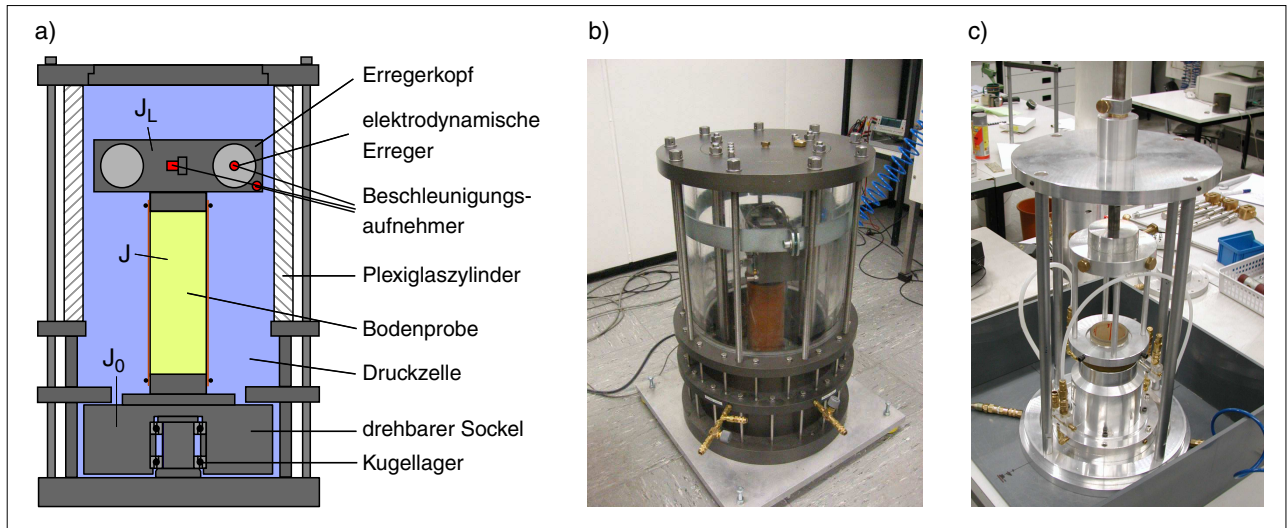 a)
b)
c)
Erregerkopf
elektrodynamische
Erreger
Beschleunigungs-
aufnehmer
Plexiglaszylinder
Bodenprobe
Druckzelle
drehbarer Sockel
Kugellager
J_L
J
J_0